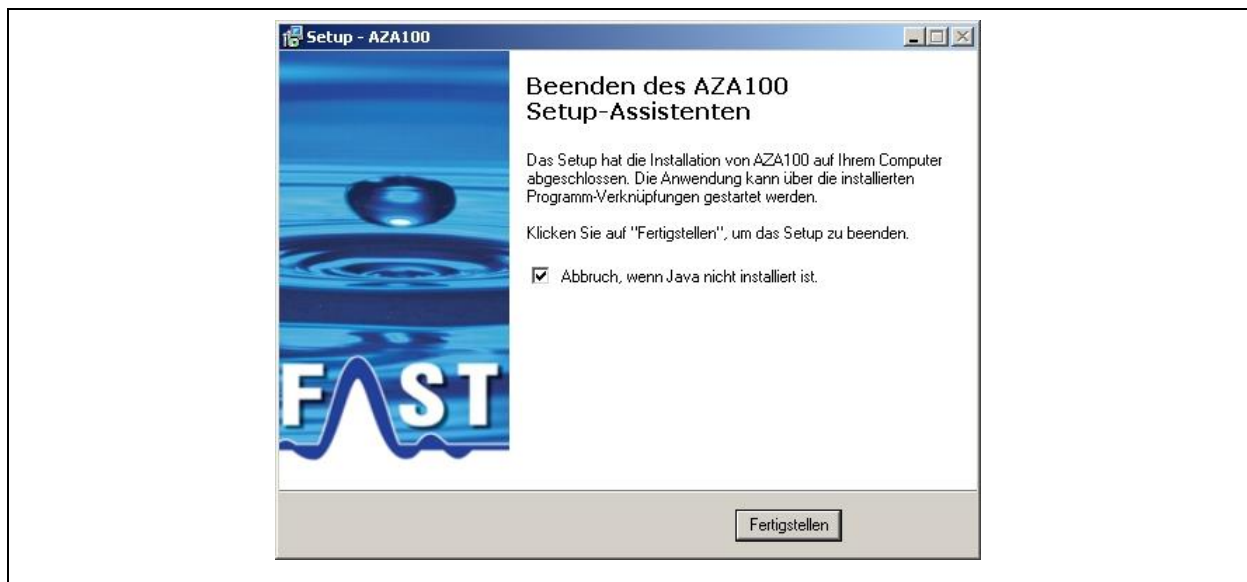 Setup - AZA100
Beenden des AZA100
Setup-Assistenten
Das Setup hat die Installation von AZA100 auf Ihrem Computer
abgeschlossen. Die Anwendung kann über die installierten
Programm-Verknüpfungen gestartet werden.
Klicken Sie auf "Fertigstellen", um das Setup zu beenden.
Abbruch, wenn Java nicht installiert ist.
FAST
Fertigstellen